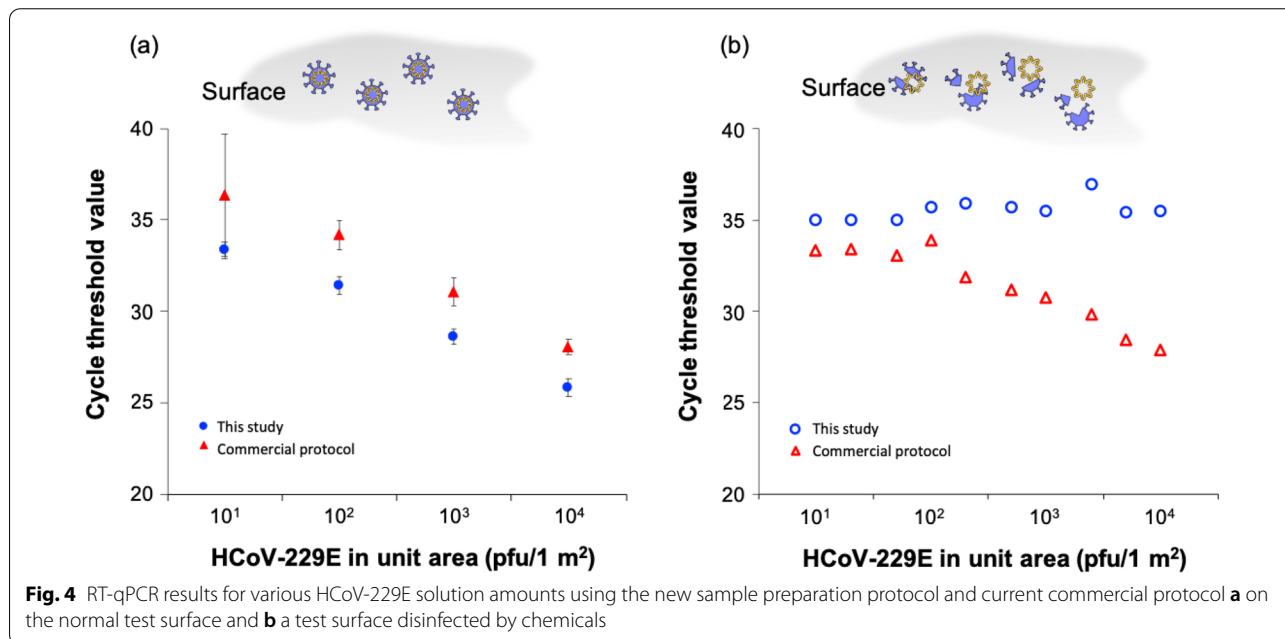 (a)
Surface
Cycle threshold value
40
35
30
25
20
This study
Commercial protocol
10¹ 10² 10³ 10⁴
HCoV-229E in unit area (pfu/1 m²)
(b)
Surface
Cycle threshold value
40
35
30
25
20
This study
Commercial protocol
10¹ 10² 10³ 10⁴
HCoV-229E in unit area (pfu/1 m²)
Fig. 4 RT-qPCR results for various HCoV-229E solution amounts using the new sample preparation protocol and current commercial protocol a on
the normal test surface and b a test surface disinfected by chemicals